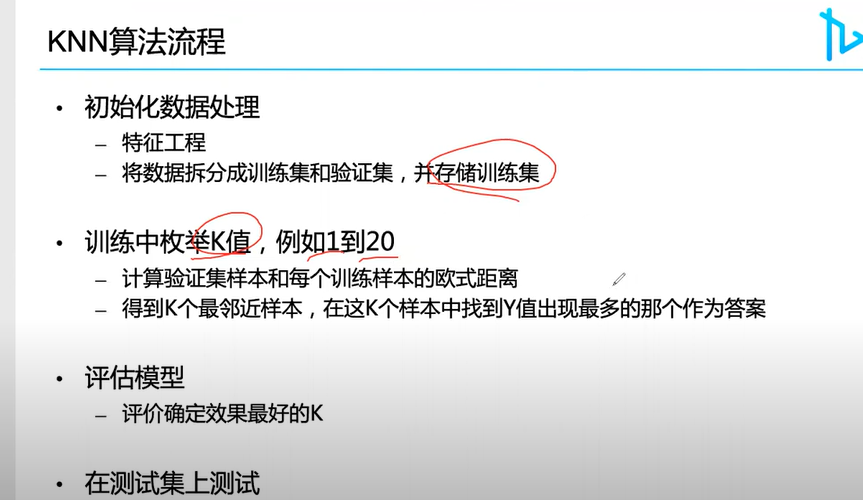 KNN算法流程
• 初始化数据处理
– 特征工程
– 将数据拆分成训练集和验证集，并存储训练集
• 训练中枚举K值，例如1到20
– 计算验证集样本和每个训练样本的欧式距离
– 得到K个最邻近样本，在这K个样本中找到Y值出现最多的那个作为答案
• 评估模型
– 评价确定效果最好的K
• 在测试集上测试